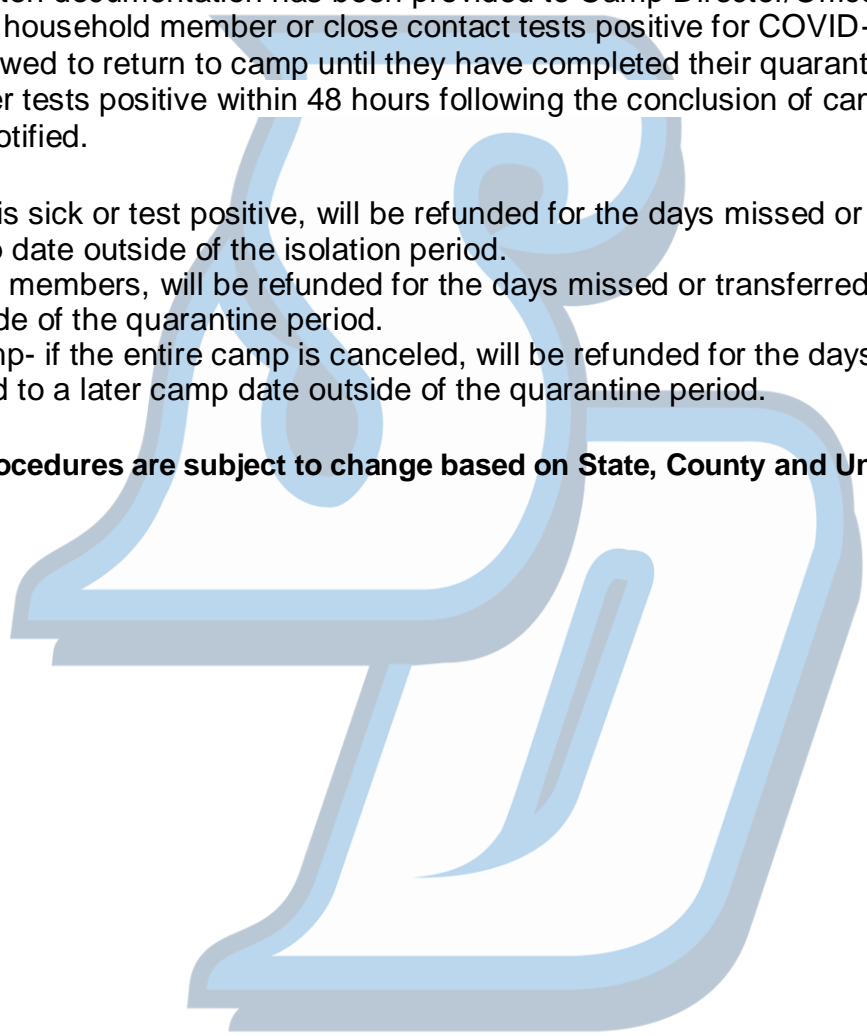 documentation has been provided to Camp Director/Office
household member or close contact tests positive for COVID-
wed to return to camp until they have completed their quarant
er tests positive within 48 hours following the conclusion of car
otified.
is sick or test positive, will be refunded for the days missed or
date outside of the isolation period.
members, will be refunded for the days missed or transferred
de of the quarantine period.
mp- if the entire camp is canceled, will be refunded for the days
d to a later camp date outside of the quarantine period.
ocedures are subject to change based on State, County and Un
SD